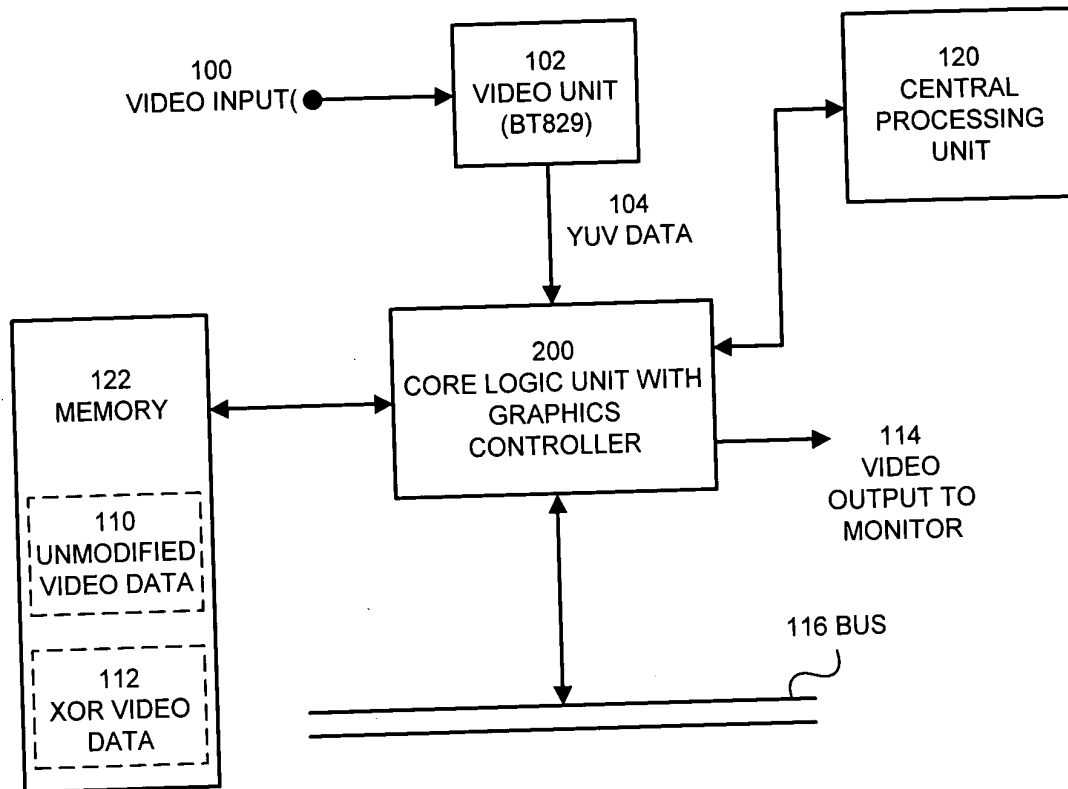 100
VIDEO INPUT(
102
VIDEO UNIT
(BT829)
120
CENTRAL
PROCESSING
UNIT
104
YUV DATA
200
CORE LOGIC UNIT WITH
GRAPHICS
CONTROLLER
122
MEMORY
114
VIDEO
OUTPUT TO
MONITOR
110
UNMODIFIED
VIDEO DATA
116 BUS
112
XOR VIDEO
DATA